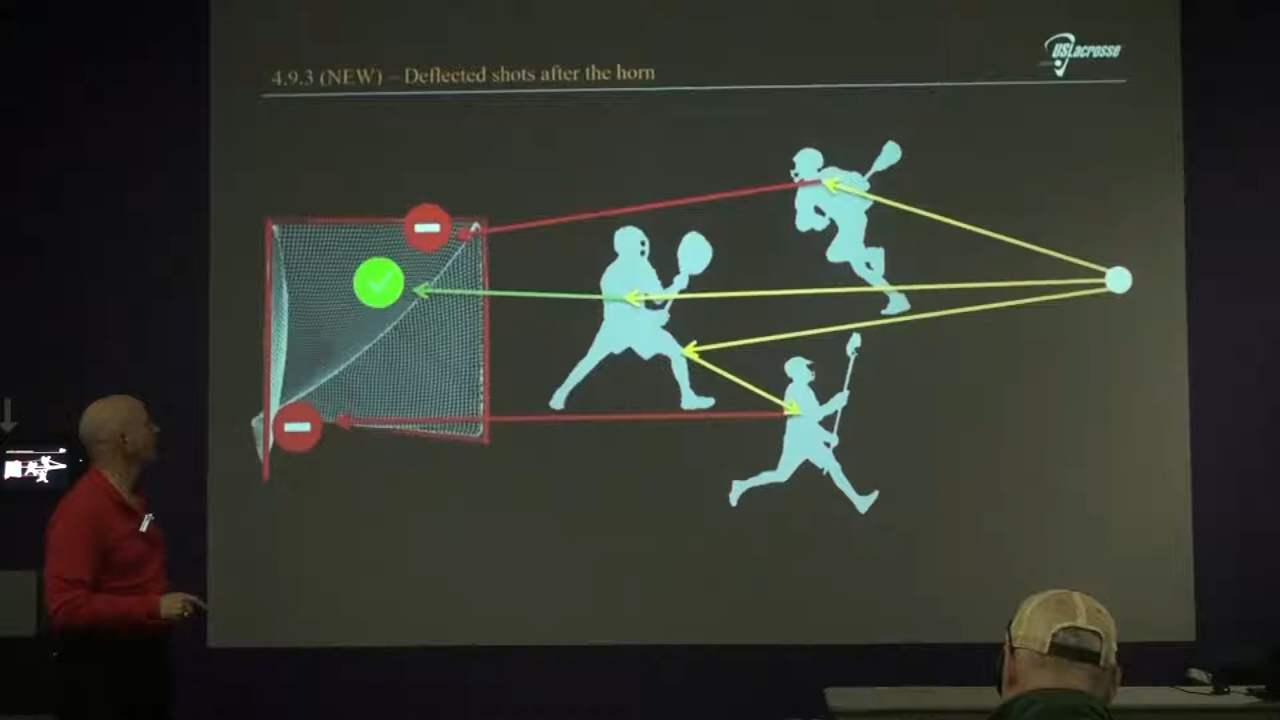 USLacrosse
4.9.3 (NEW) – Deflected shots after the horn